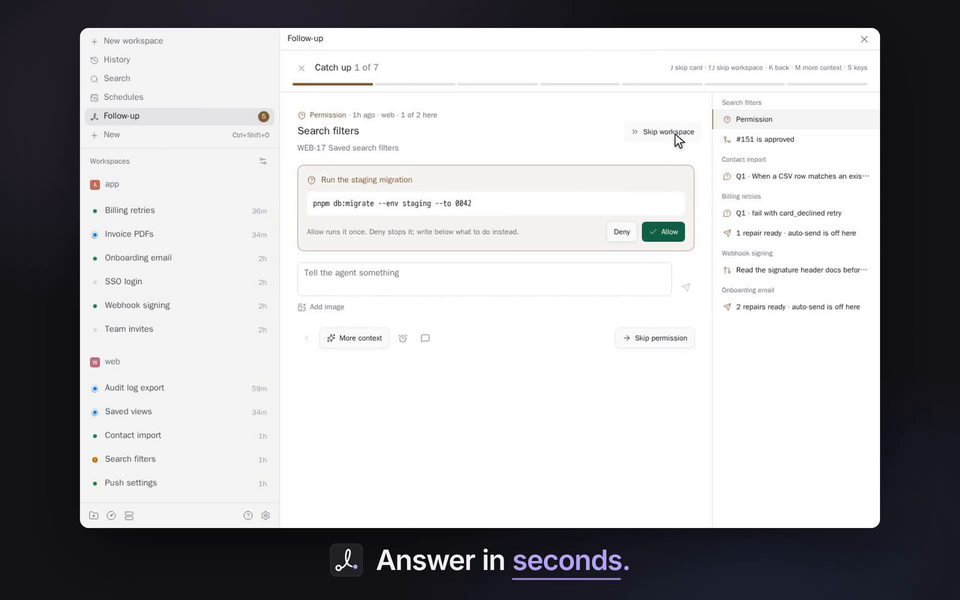 New workspace
History
Search
Schedules
Follow-up 5
New Ctrl+Shift+O
Workspaces
A app
Billing retries 36m
Invoice PDFs 34m
Onboarding email 2h
SSO login 2h
Webhook signing 2h
Team invites 2h
W web
Audit log export 59m
Saved views 34m
Contact import 1h
Search filters 1h
Push settings 1h
Follow-up
Catch up 1 of 7
J skip card · ⇧J skip workspace · K back · M more context · S keys
Permission · 1h ago · web · 1 of 2 here
Search filters
WEB-17 Saved search filters
Skip workspace
Run the staging migration
pnpm db:migrate --env staging --to 0042
Allow runs it once. Deny stops it; write below what to do instead.
Deny
Allow
Tell the agent something
Add image
More context
Skip permission
Search filters
Permission
#151 is approved
Contact import
Q1 · When a CSV row matches an exis…
Billing retries
Q1 · fail with card_declined retry
1 repair ready · auto-send is off here
Webhook signing
Read the signature header docs befor…
Onboarding email
2 repairs ready · auto-send is off here
Answer in seconds.